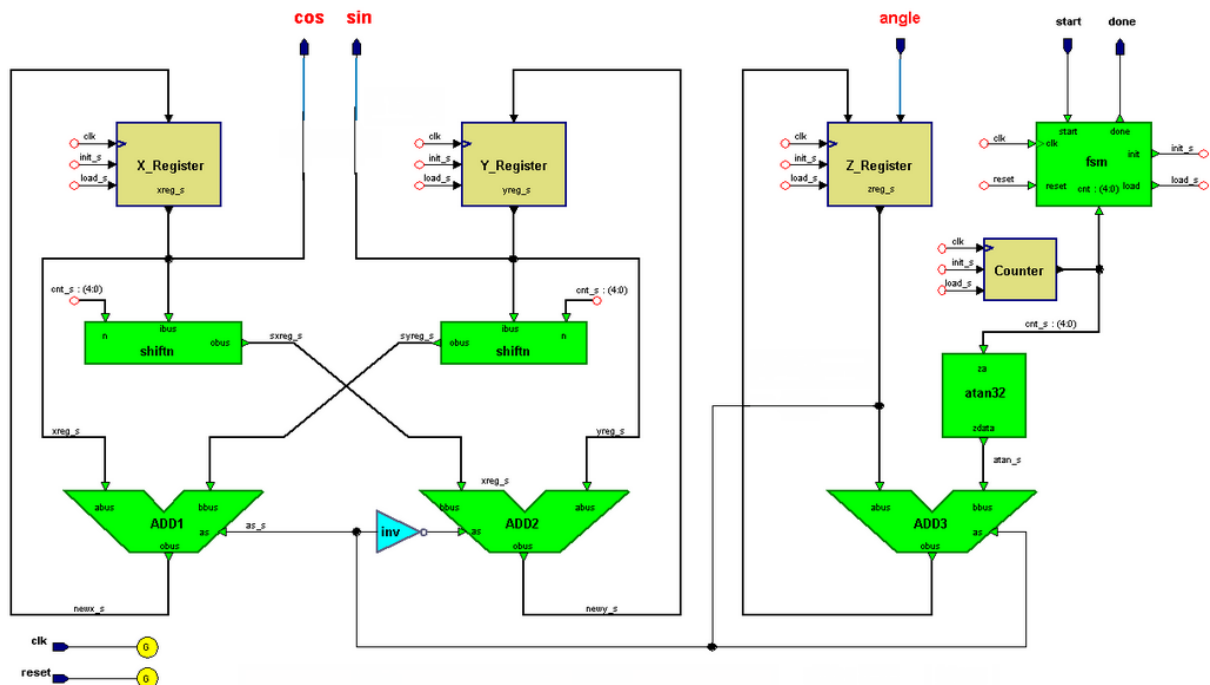 cos sin angle start done
clk
init_s
load_s
X_Register
xreg_s
clk
init_s
load_s
Y_Register
yreg_s
clk
init_s
load_s
Z_Register
zreg_s
start done
clk
clk
init
init_s
fsm
reset
reset
cnt : (4:0)
load
load_s
clk
init_s
load_s
Counter
cnt_s : (4:0)
cnt_s : (4:0)
n
ibus
obus
shiftn
sxreg_s
syreg_s
ibus
obus
n
shiftn
cnt_s : (4:0)
za
atan32
zdata
atan_s
xreg_s
yreg_s
xreg_s
abus
bbus
ADD1
as
obus
as_s
inv
bbus
abus
as
ADD2
obus
abus
bbus
ADD3
as
obus
newx_s
newy_s
clk
G
reset
G